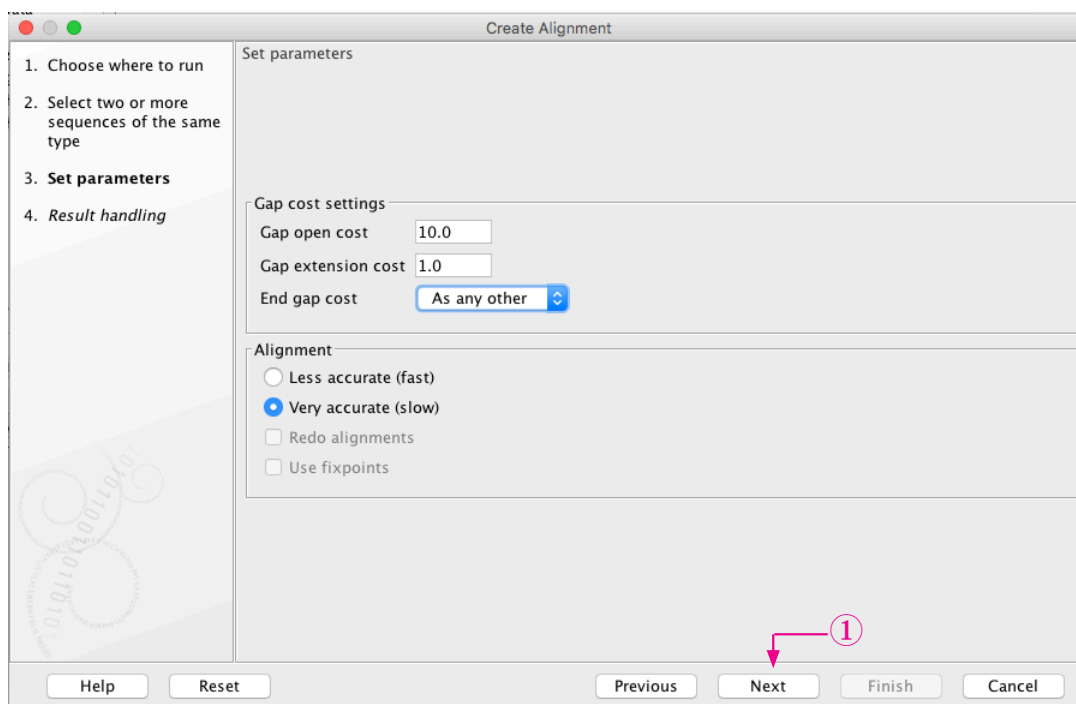 Create Alignment
1. Choose where to run
2. Select two or more
sequences of the same
type
3. Set parameters
4. Result handling
Set parameters
Gap cost settings
Gap open cost 10.0
Gap extension cost 1.0
End gap cost As any other
Alignment
Less accurate (fast)
Very accurate (slow)
Redo alignments
Use fixpoints
①
Help Reset Previous Next Finish Cancel